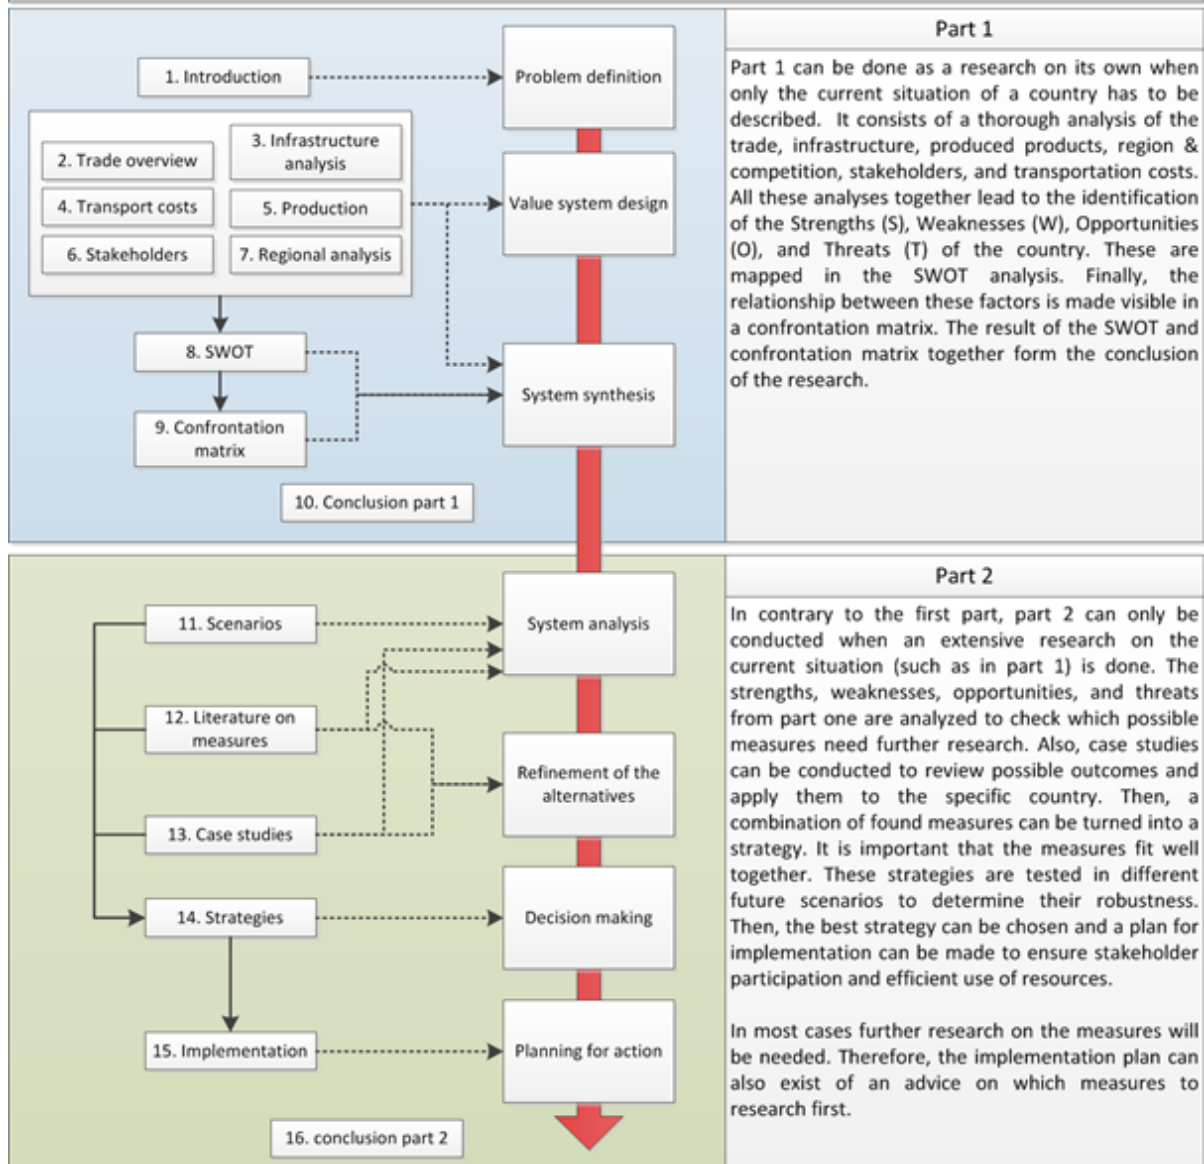 1. Introduction
Problem definition
2. Trade overview
3. Infrastructure
analysis
4. Transport costs
5. Production
6. Stakeholders
7. Regional analysis
Value system design
8. SWOT
System synthesis
9. Confrontation
matrix
10. Conclusion part 1
Part 1
Part 1 can be done as a research on its own when
only the current situation of a country has to be
described. It consists of a thorough analysis of the
trade, infrastructure, produced products, region &
competition, stakeholders, and transportation costs.
All these analyses together lead to the identification
of the Strengths (S), Weaknesses (W), Opportunities
(O), and Threats (T) of the country. These are
mapped in the SWOT analysis. Finally, the
relationship between these factors is made visible in
a confrontation matrix. The result of the SWOT and
confrontation matrix together form the conclusion
of the research.
11. Scenarios
System analysis
12. Literature on
measures
Refinement of the
alternatives
13. Case studies
14. Strategies
Decision making
15. Implementation
Planning for action
16. conclusion part 2
Part 2
In contrary to the first part, part 2 can only be
conducted when an extensive research on the
current situation (such as in part 1) is done. The
strengths, weaknesses, opportunities, and threats
from part one are analyzed to check which possible
measures need further research. Also, case studies
can be conducted to review possible outcomes and
apply them to the specific country. Then, a
combination of found measures can be turned into a
strategy. It is important that the measures fit well
together. These strategies are tested in different
future scenarios to determine their robustness.
Then, the best strategy can be chosen and a plan for
implementation can be made to ensure stakeholder
participation and efficient use of resources.
In most cases further research on the measures will
be needed. Therefore, the implementation plan can
also exist of an advice on which measures to
research first.